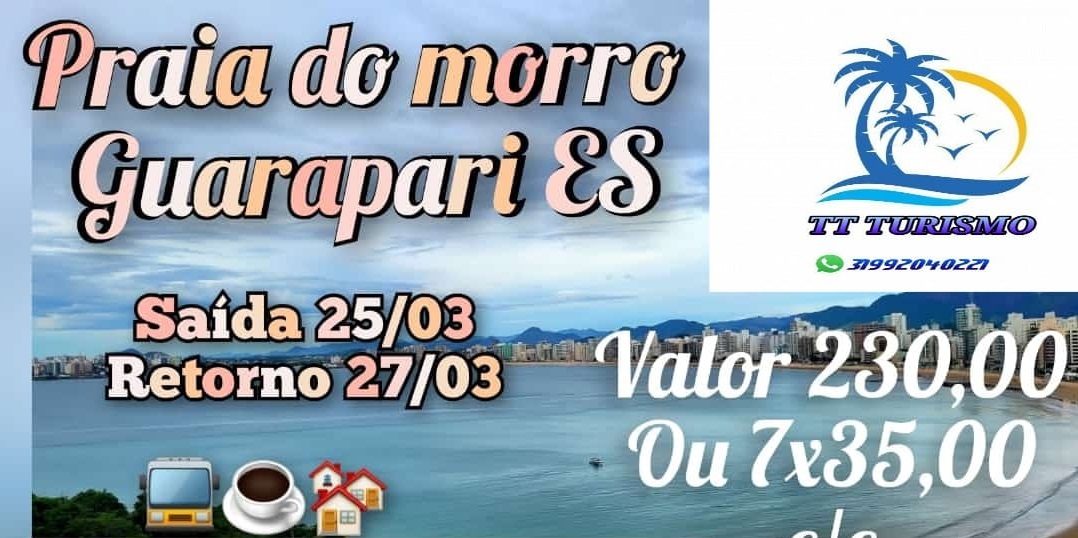 Praia do morro
Guarapari ES
TT TURISMO
31992040221
Saída 25/03
Retorno 27/03
Valor 230,00
Ou 7x35,00